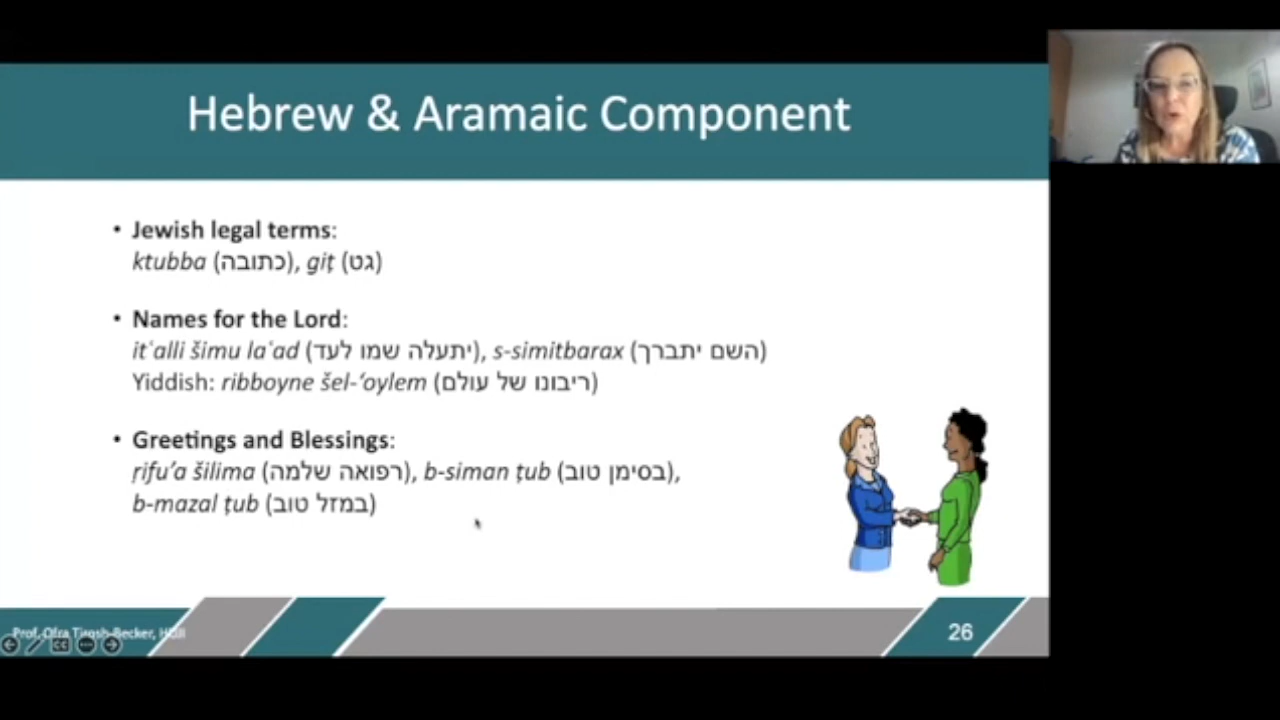 Hebrew & Aramaic Component
• Jewish legal terms:
ktubba (כתובה), giṭ (גט)
• Names for the Lord:
itʿalli šimu laʿad (יתעלה שמו לעד), s-simitbarax (השם יתברך)
Yiddish: ribboyne šel-ʻoylem (ריבונו של עולם)
• Greetings and Blessings:
ṛifu’a šilima (רפואה שלמה), b-siman ṭub (בסימן טוב),
b-mazal ṭub (במזל טוב)
Prof. Ofra Tirosh-Becker, HUJI
26